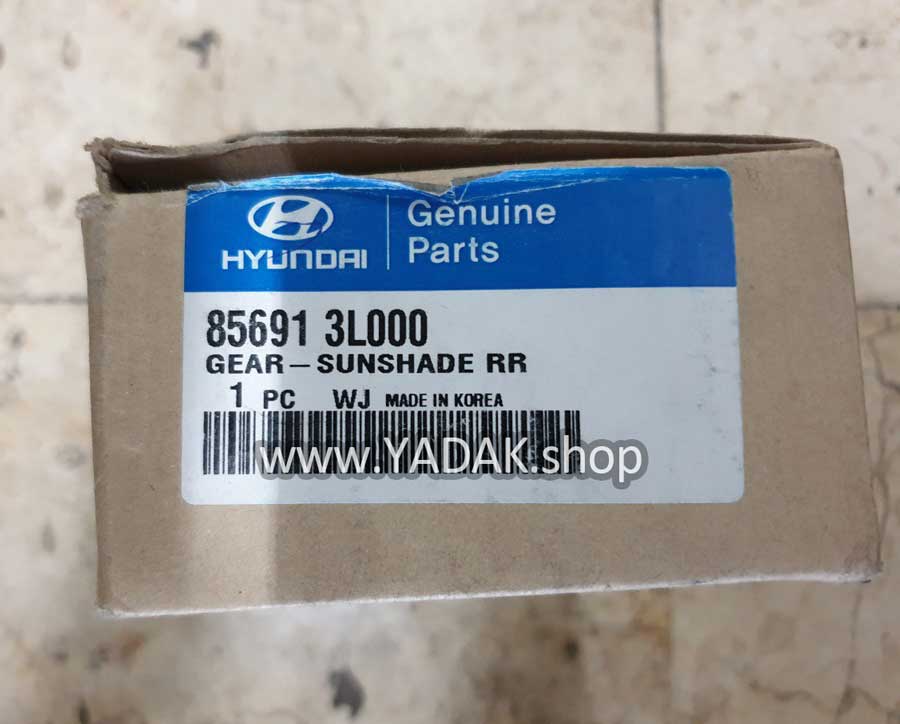 HYUNDAI
Genuine
Parts
85691 3L000
GEAR-SUNSHADE RR
1 PC WJ MADE IN KOREA
www.YADAK.shop